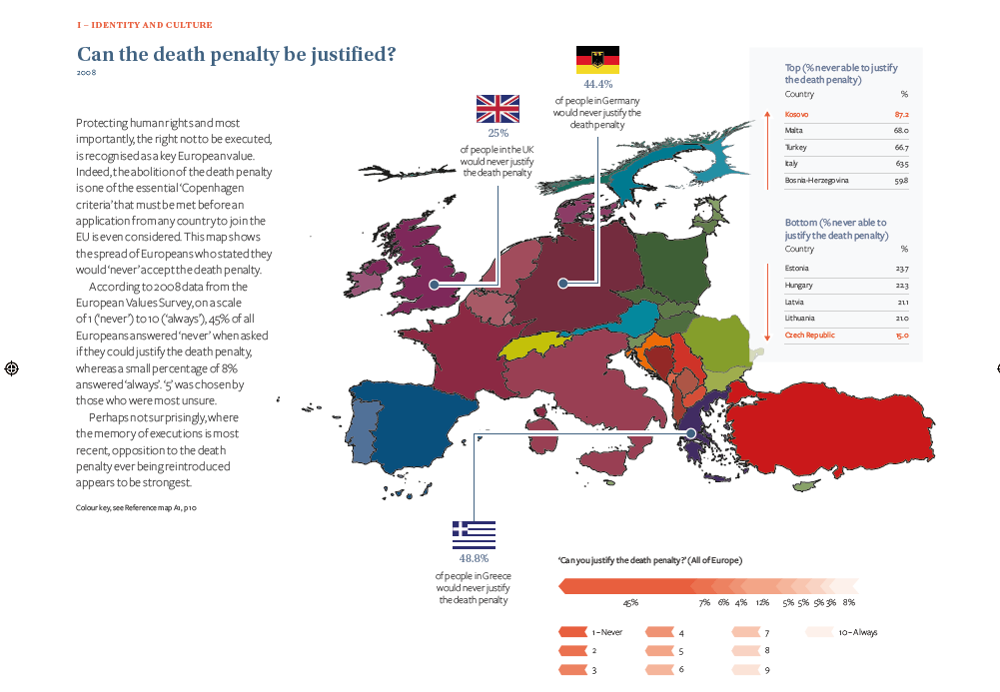 I – IDENTITY AND CULTURE
Can the death penalty be justified?
2008
Protecting human rights and most
importantly, the right not to be executed,
is recognised as a key European value.
Indeed, the abolition of the death penalty
is one of the essential ‘Copenhagen
criteria’ that must be met before an
application from any country to join the
EU is even considered. This map shows
the spread of Europeans who stated they
would ‘never’ accept the death penalty.
According to 2008 data from the
European Values Survey, on a scale
of 1 (‘never’) to 10 (‘always’), 45% of all
Europeans answered ‘never’ when asked
if they could justify the death penalty,
whereas a small percentage of 8%
answered ‘always’. ‘5’ was chosen by
those who were most unsure.
Perhaps not surprisingly, where
the memory of executions is most
recent, opposition to the death
penalty ever being reintroduced
appears to be strongest.
Colour key, see Reference map A1, p10
25%
of people in the UK
would never justify
the death penalty
44.4%
of people in Germany
would never justify the
death penalty
48.8%
of people in Greece
would never justify
the death penalty
Top (% never able to justify
the death penalty)
Country %
Kosovo 87.2
Malta 68.0
Turkey 66.7
Italy 63.5
Bosnia-Herzegovina 59.8
Bottom (% never able to
justify the death penalty)
Country %
Estonia 23.7
Hungary 22.3
Latvia 21.1
Lithuania 21.0
Czech Republic 15.0
‘Can you justify the death penalty?’ (All of Europe)
45% 7% 6% 4% 12% 5% 5% 5% 3% 8%
1 – Never 4 7 10 – Always
2 5 8
3 6 9